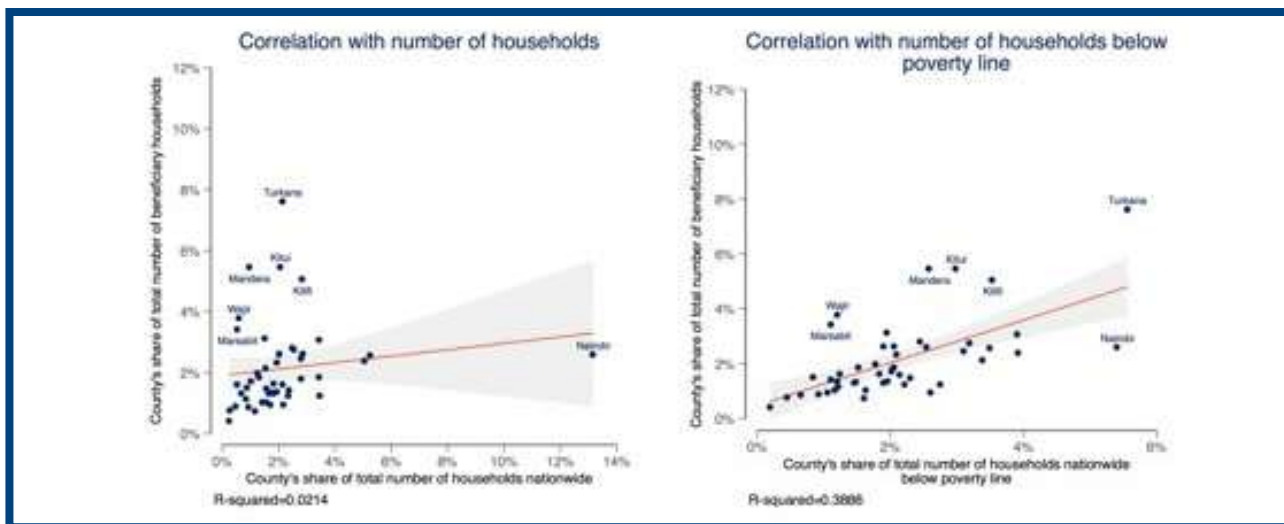 Correlation with number of households
12%
10%
8%
6%
4%
2%
0%
County's share of total number of beneficiary households
Turkana
Kitui
Mandera
Kilifi
Wajir
Marsabit
Nairobi
0% 2% 4% 6% 8% 10% 12% 14%
County's share of total number of households nationwide
R-squared=0.0214
Correlation with number of households below
poverty line
12%
10%
8%
6%
4%
2%
0%
County's share of total number of beneficiary households
Turkana
Kitui
Mandera
Kilifi
Wajir
Marsabit
Nairobi
0% 2% 4% 6%
County's share of total number of households nationwide
below poverty line
R-squared=0.3886